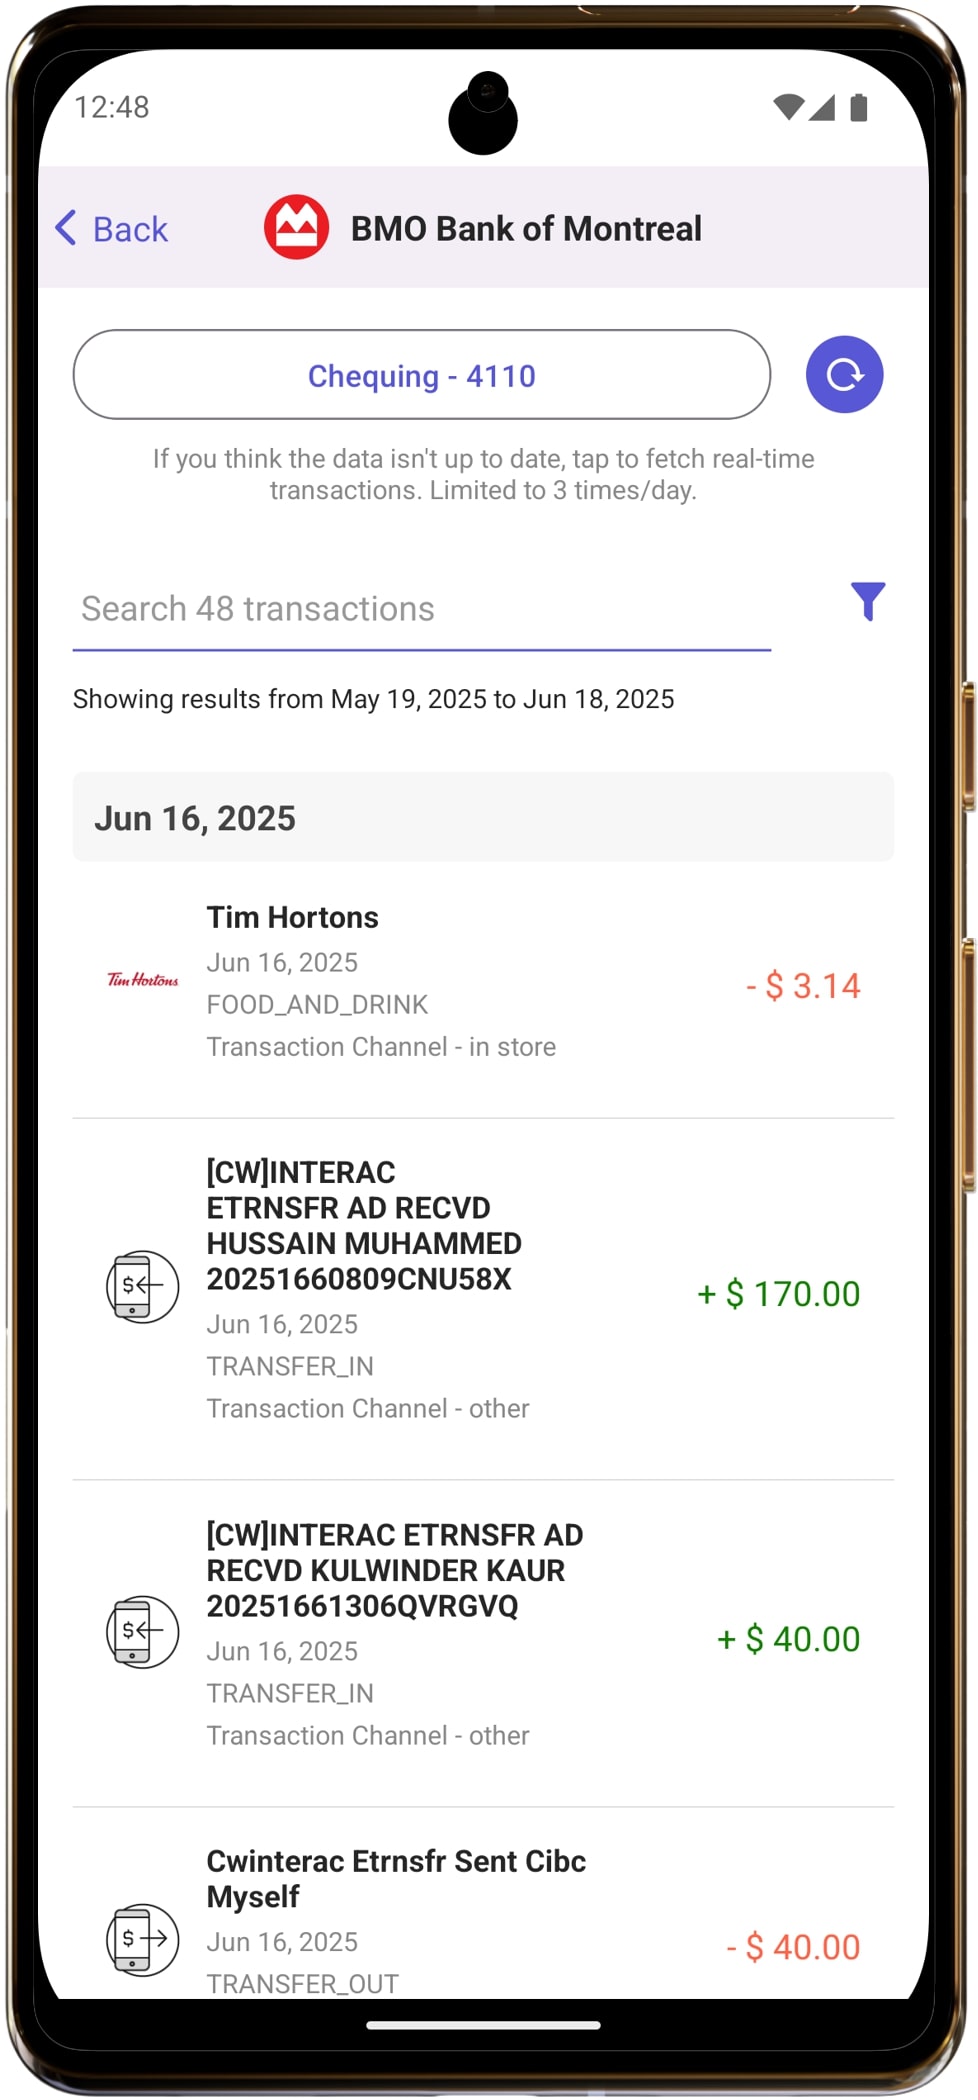 12:48
Back
BMO Bank of Montreal
Chequing - 4110
If you think the data isn't up to date, tap to fetch real-time
transactions. Limited to 3 times/day.
Search 48 transactions
Showing results from May 19, 2025 to Jun 18, 2025
Jun 16, 2025
Tim Hortons
Jun 16, 2025
Tim Hortons
- $ 3.14
FOOD_AND_DRINK
Transaction Channel - in store
[CW]INTERAC
ETRNSFR AD RECVD
HUSSAIN MUHAMMED
20251660809CNU58X
$
+ $ 170.00
Jun 16, 2025
TRANSFER_IN
Transaction Channel - other
[CW]INTERAC ETRNSFR AD
RECVD KULWINDER KAUR
20251661306QVRGVQ
$
+ $ 40.00
Jun 16, 2025
TRANSFER_IN
Transaction Channel - other
Cwinterac Etrnsfr Sent Cibc
Myself
$
Jun 16, 2025
- $ 40.00
TRANSFER_OUT